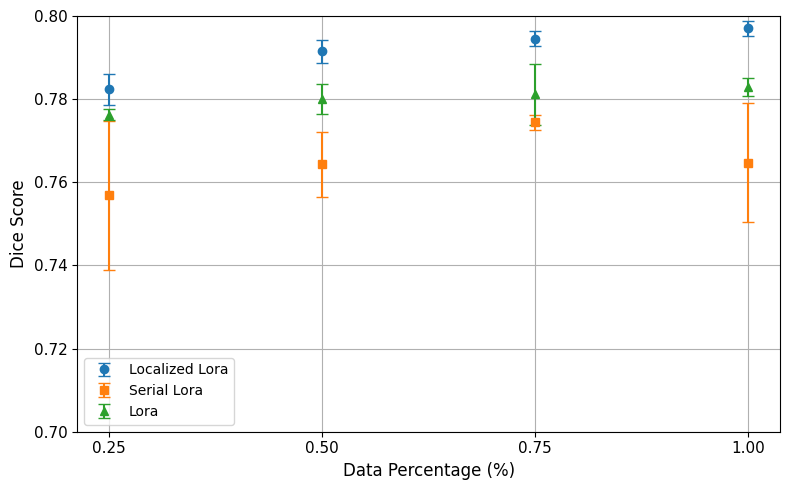 0.80
0.78
0.76
0.74
0.72
0.70
Dice Score
Localized Lora
Serial Lora
Lora
0.25 0.50 0.75 1.00
Data Percentage (%)